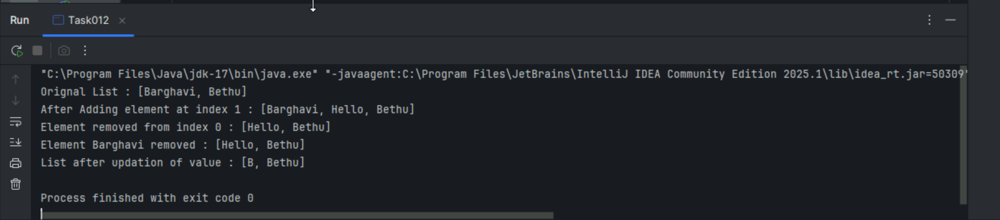 Run
Task012
"C:\Program Files\Java\jdk-17\bin\java.exe" "-javaagent:C:\Program Files\JetBrains\IntelliJ IDEA Community Edition 2025.1\lib\idea_rt.jar=50309"
Orignal List : [Barghavi, Bethu]
After Adding element at index 1 : [Barghavi, Hello, Bethu]
Element removed from index 0 : [Hello, Bethu]
Element Barghavi removed : [Hello, Bethu]
List after updation of value : [B, Bethu]
Process finished with exit code 0